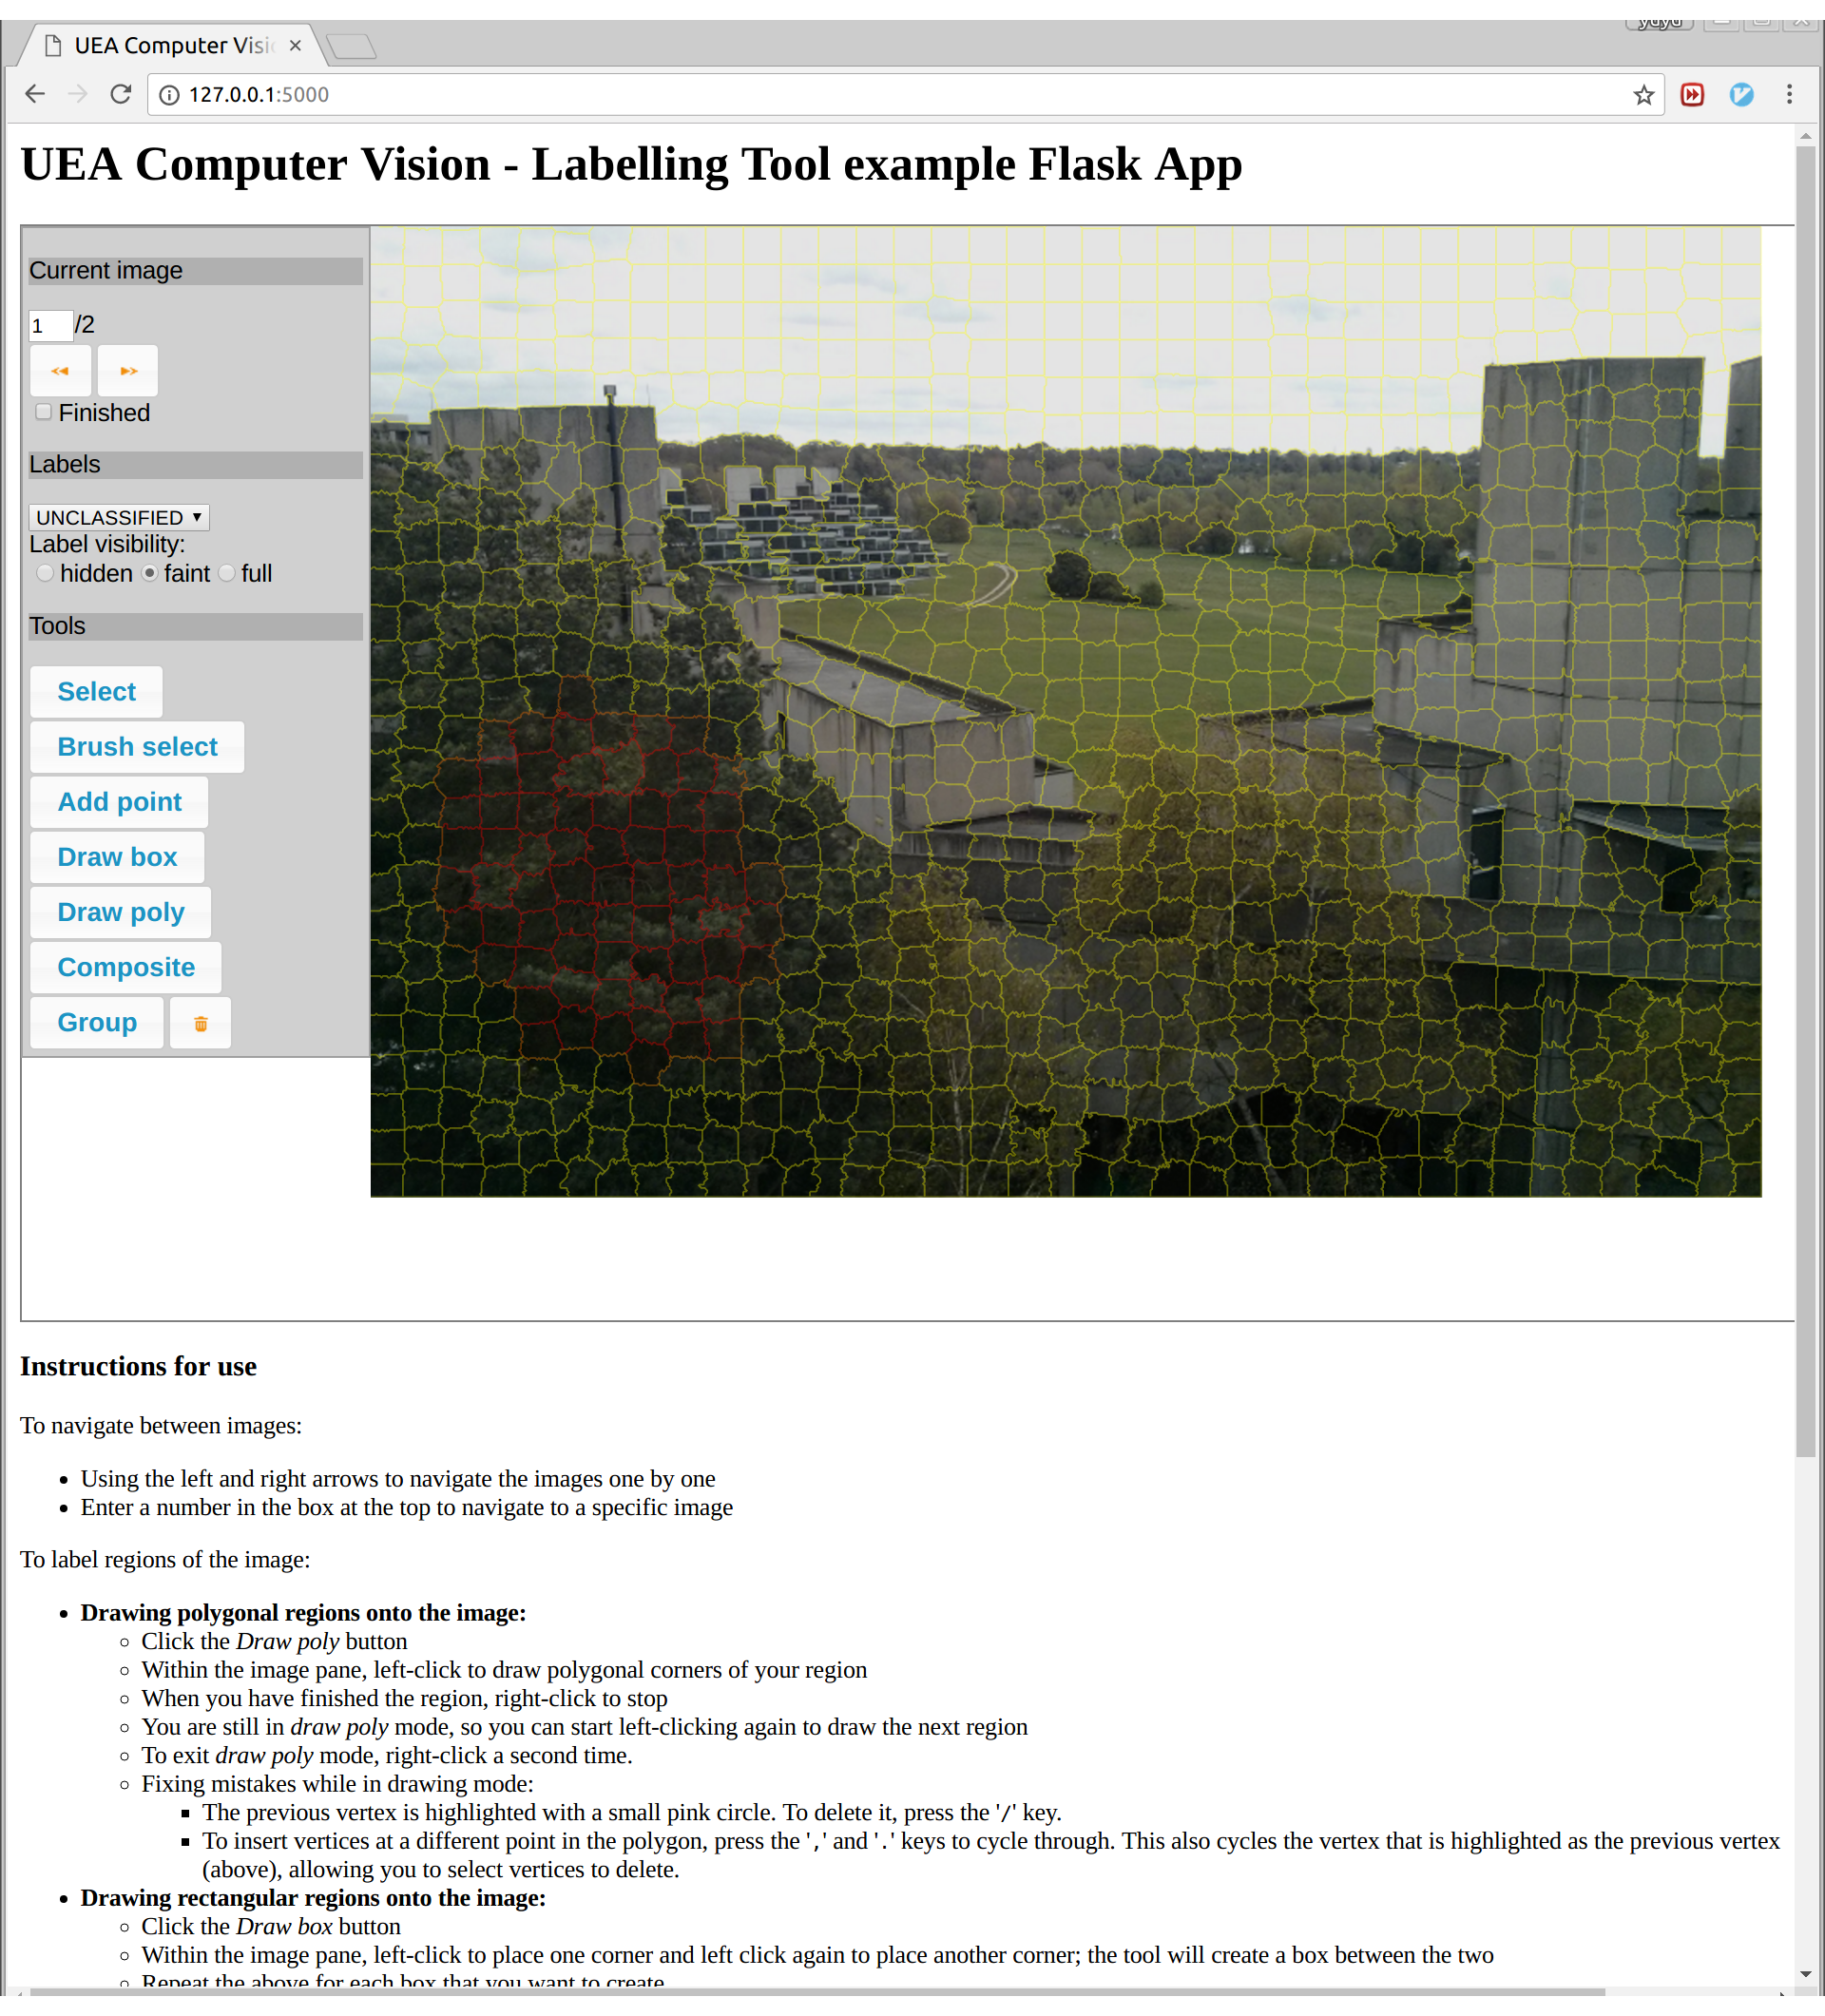 yuyu
UEA Computer Visi
127.0.0.1:5000
UEA Computer Vision - Labelling Tool example Flask App
Current image
1 /2
Finished
Labels
UNCLASSIFIED
Label visibility:
hidden faint full
Tools
Select
Brush select
Add point
Draw box
Draw poly
Composite
Group
Instructions for use
To navigate between images:
Using the left and right arrows to navigate the images one by one
Enter a number in the box at the top to navigate to a specific image
To label regions of the image:
Drawing polygonal regions onto the image:
Click the Draw poly button
Within the image pane, left-click to draw polygonal corners of your region
When you have finished the region, right-click to stop
You are still in draw poly mode, so you can start left-clicking again to draw the next region
To exit draw poly mode, right-click a second time.
Fixing mistakes while in drawing mode:
The previous vertex is highlighted with a small pink circle. To delete it, press the '/' key.
To insert vertices at a different point in the polygon, press the ',' and '.' keys to cycle through. This also cycles the vertex that is highlighted as the previous vertex
(above), allowing you to select vertices to delete.
Drawing rectangular regions onto the image:
Click the Draw box button
Within the image pane, left-click to place one corner and left click again to place another corner; the tool will create a box between the two
Repeat the above for each box that you want to create